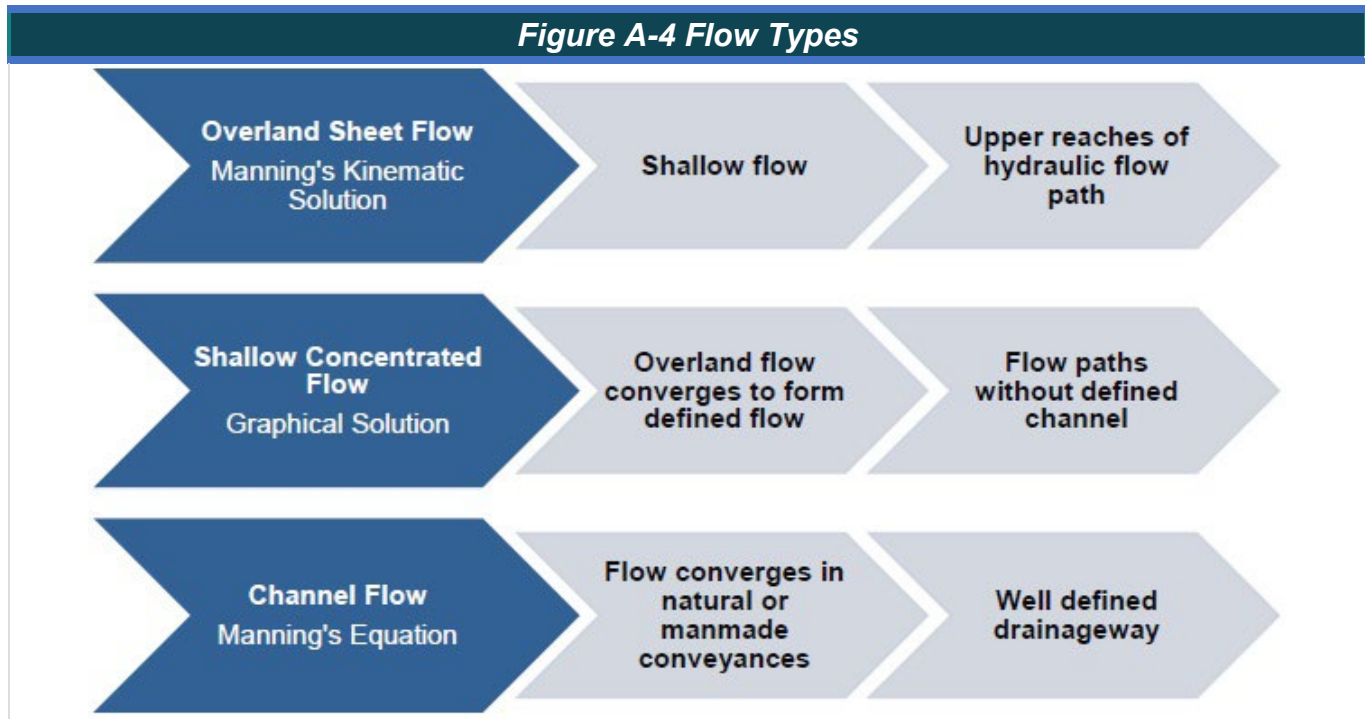 Figure A-4 Flow Types
Overland Sheet Flow
Manning's Kinematic
Solution
Shallow flow
Upper reaches of
hydraulic flow
path
Shallow Concentrated
Flow
Graphical Solution
Overland flow
converges to form
defined flow
Flow paths
without defined
channel
Channel Flow
Manning's Equation
Flow converges in
natural or
manmade
conveyances
Well defined
drainageway